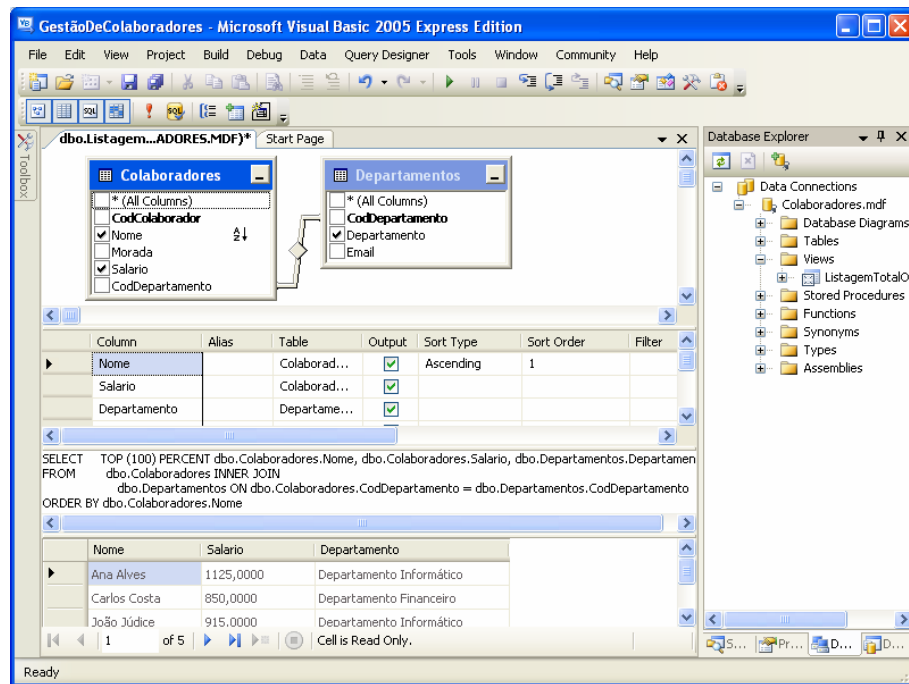 GestãoDeColaboradores - Microsoft Visual Basic 2005 Express Edition
File Edit View Project Build Debug Data Query Designer Tools Window Community Help
dbo.Listagem...ADORES.MDF)* Start Page
Toolbox
Colaboradores
* (All Columns)
CodColaborador
Nome
Morada
Salario
CodDepartamento
Departamentos
* (All Columns)
CodDepartamento
Departamento
Email
Column Alias Table Output Sort Type Sort Order Filter
Nome Colaborad... Ascending 1
Salario Colaborad...
Departamento Departame...
SELECT TOP (100) PERCENT dbo.Colaboradores.Nome, dbo.Colaboradores.Salario, dbo.Departamentos.Departamen
FROM dbo.Colaboradores INNER JOIN
dbo.Departamentos ON dbo.Colaboradores.CodDepartamento = dbo.Departamentos.CodDepartamento
ORDER BY dbo.Colaboradores.Nome
Nome Salario Departamento
Ana Alves 1125,0000 Departamento Informático
Carlos Costa 850,0000 Departamento Financeiro
João Júdice 915,0000 Departamento Informático
1 of 5 Cell is Read Only.
Database Explorer
Data Connections
Colaboradores.mdf
Database Diagrams
Tables
Views
ListagemTotalO
Stored Procedures
Functions
Synonyms
Types
Assemblies
S... Pr... D... D...
Ready